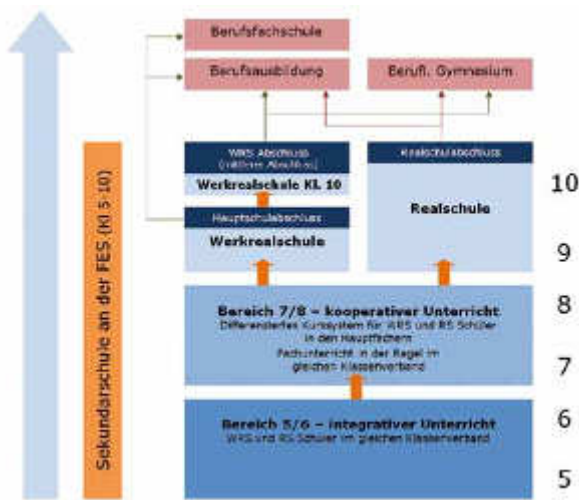 Berufsfachschule
Berufsausbildung
Berufl. Gymnasium
WRS Abschluss
(mittlerer Abschluss)
Realschulabschluss
Werkrealschule Kl. 10
10
Hauptschulabschluss
Realschule
Werkrealschule
9
Bereich 7/8 – kooperativer Unterricht
8
Differenziertes Kurssystem für WRS und RS Schüler
in den Hauptfächern
Fachunterricht in der Regel im
gleichen Klassenverband
7
Bereich 5/6 – integrativer Unterricht
6
WRS und RS Schüler im gleichen Klassenverband
5
Sekundarschule an der FES (Kl 5-10)